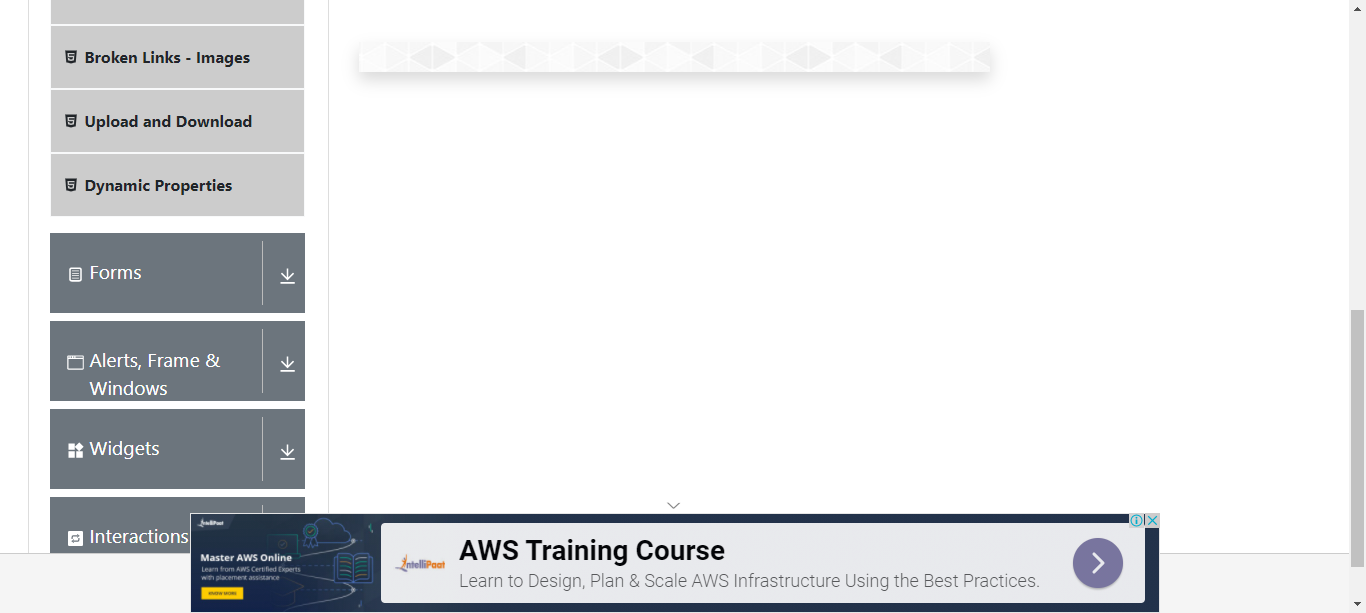 Broken Links - Images
Upload and Download
Dynamic Properties
Forms
Alerts, Frame &
Windows
Widgets
Interactions
IntelliPaat
Master AWS Online
Learn from AWS Certified Experts
with placement assistance
KNOW MORE
IntelliPaat
AWS Training Course
Learn to Design, Plan & Scale AWS Infrastructure Using the Best Practices.